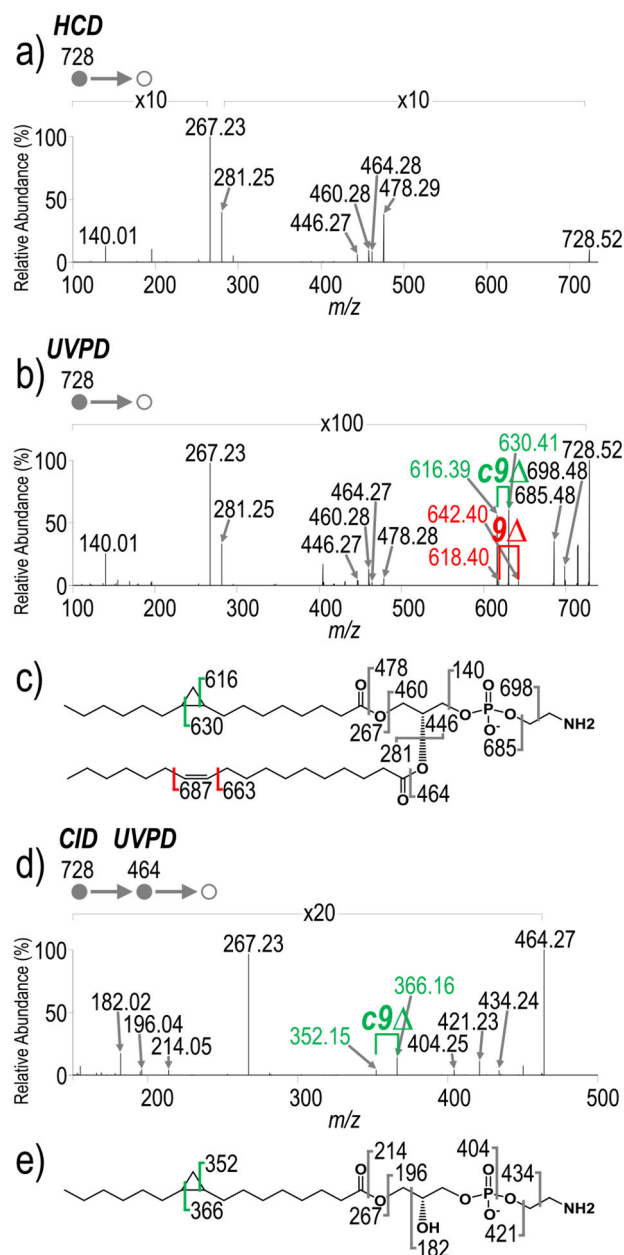 HCD
a) 728
x10 x10
267.23
281.25
464.28
460.28 478.29
446.27
140.01 728.52
Relative Abundance (%)
100
50
0
100 200 300 400 500 600 700
m/z
UVPD
b) 728
x100
267.23 630.41 728.52
616.39 c9Δ 698.48
464.27 685.48
281.25 460.28 642.40 9Δ
140.01 446.27 478.28 618.40
Relative Abundance (%)
100
50
0
100 200 300 400 500 600 700
m/z
c)
616 O 478 140 O 698
630 267 O 460 O P O NH2
446 O- 685
281
687 663 O
O 464
CID UVPD
d) 728 464
x20
267.23 464.27
182.02 366.16
c9Δ 421.23
196.04 352.15 404.25 434.24
214.05
Relative Abundance (%)
100
50
0
200 300 400 500
m/z
e)
352 O 214 404 O 434
366 267 O 196 O P O NH2
OH O- 421
182